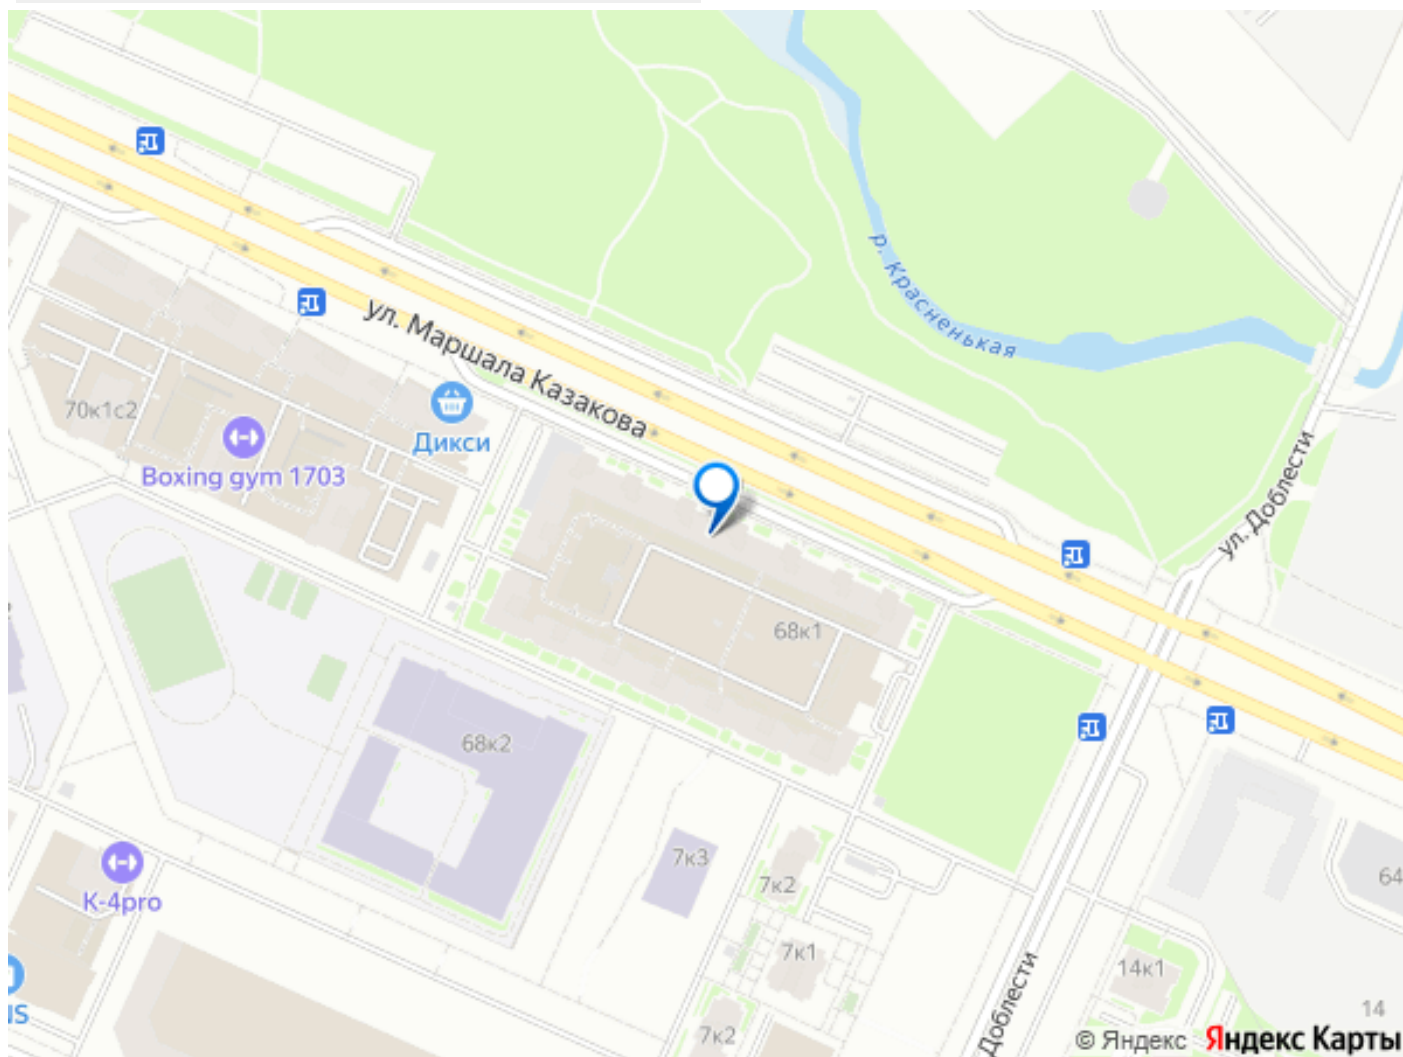 ул. Маршала Казакова
р. Красненькая
70к1с2
Дикси
Boxing gym 1703
ул. Доблести
68к1
68к2
7к3
7к2
64
K-4pro
7к1
14к1
14
7к2
Доблести
© Яндекс Яндекс Карты